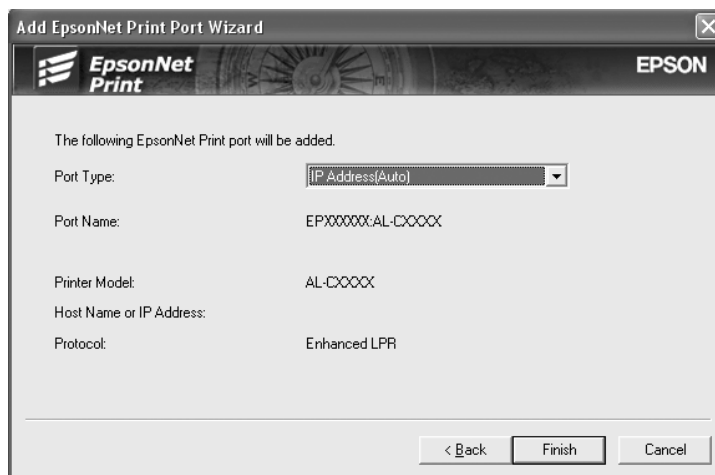 Add EpsonNet Print Port Wizard
EpsonNet
Print
EPSON
The following EpsonNet Print port will be added.
Port Type: IP Address(Auto)
Port Name: EPXXXXXX:AL-CXXXX
Printer Model: AL-CXXXX
Host Name or IP Address:
Protocol: Enhanced LPR
< Back Finish Cancel